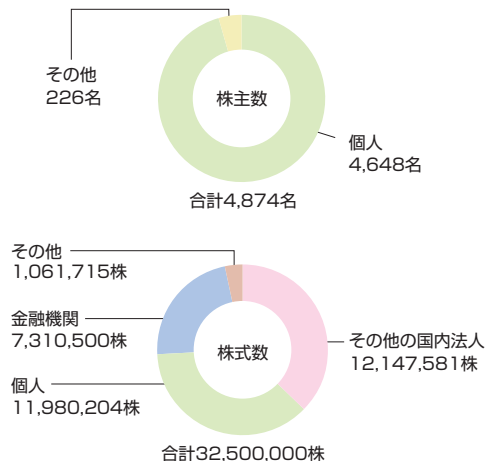 その他
226名
株主数
個人
4,648名
合計4,874名
その他
1,061,715株
金融機関
7,310,500株
株式数
その他の国内法人
12,147,581株
個人
11,980,204株
合計32,500,000株